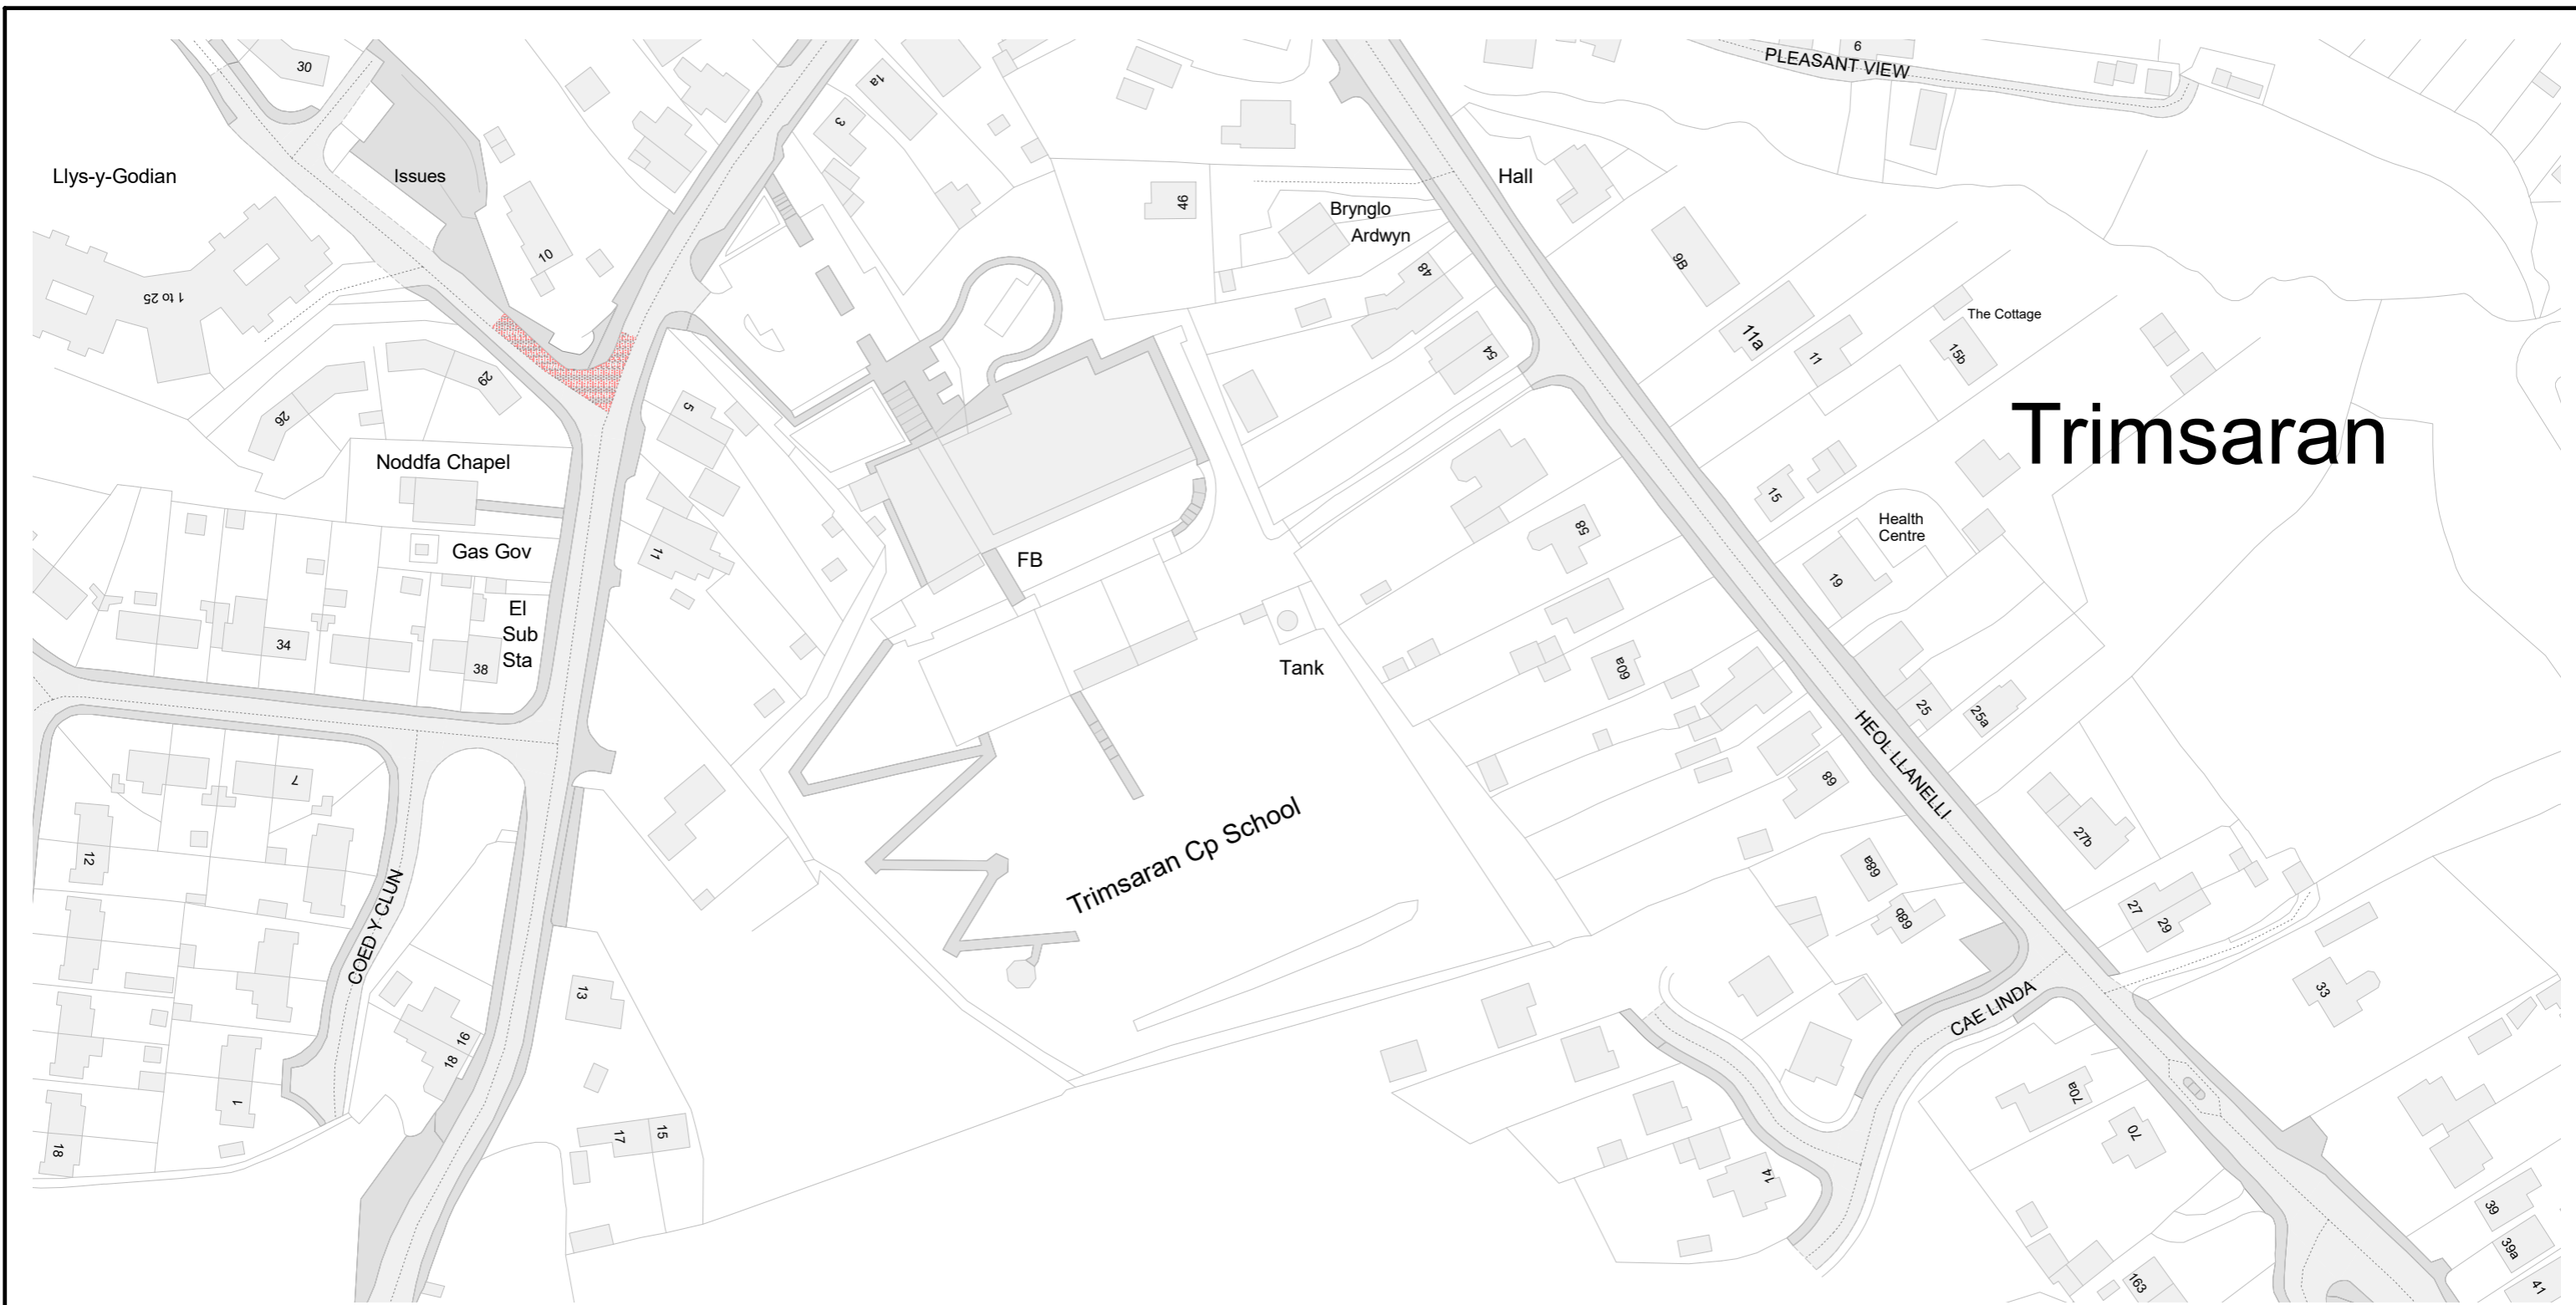 30
1a
3
6
PLEASANT VIEW
Llys-y-Godian
Issues
10
46
Hall
Brynglo
Ardwyn
48
9B
1 to 25
The Cottage
11a
11
15b
54
29
26
5
Trimsaran
Noddfa Chapel
15
Gas Gov
11
FB
58
Health
Centre
19
El
Sub
Sta
34
38
Tank
60a
25
25a
HEOL LLANELLI
7
68
27b
12
Trimsaran Cp School
68a
27
29
68b
COED Y CLUN
13
33
CAE LINDA
16
18
70a
70
1
17
15
18
14
39
39a
163
41